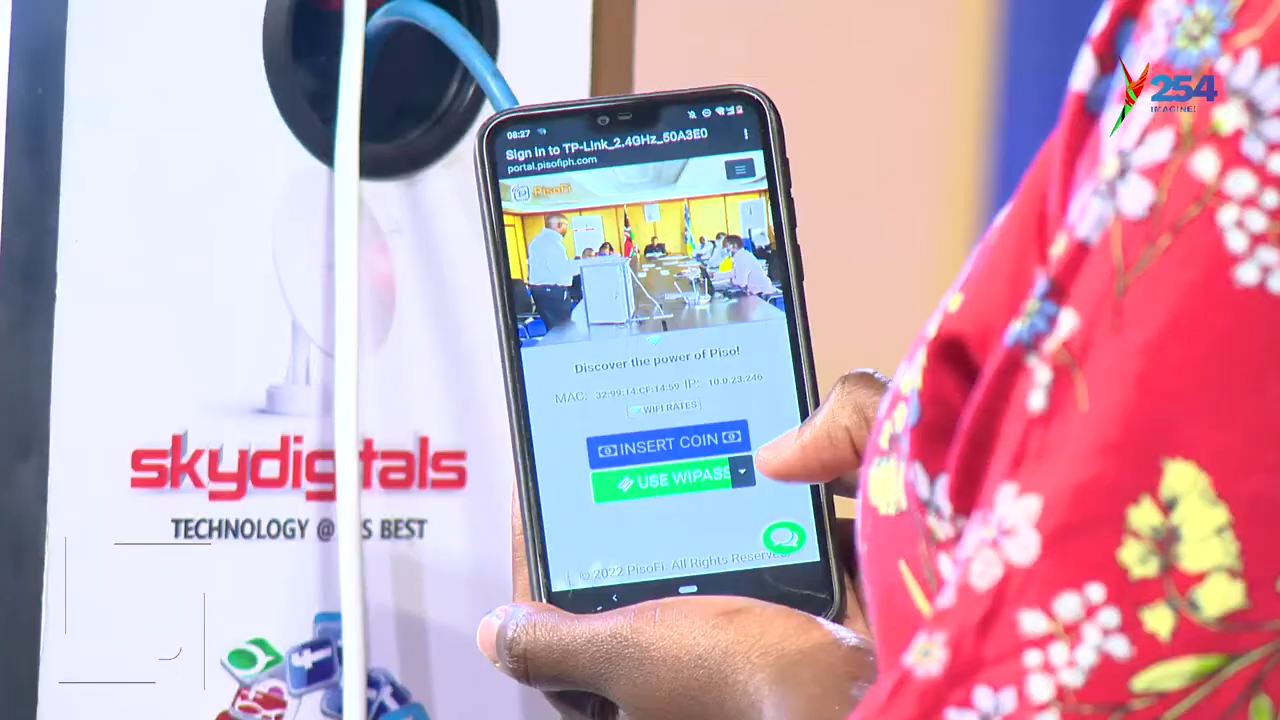 254
IMAGINE!
08:27
Sign in to TP-Link_2.4GHz_60A3E0
portal.pisofiph.com
PisoFi
Discover the power of Piso!
MAC: 32:99:14:CF:14:59 IP: 10.0.23.246
WIFI RATES
INSERT COIN
USE WIPASS
© 2022 PisoFi. All Rights Reserve
skydigitals
TECHNOLOGY @ S BEST
f